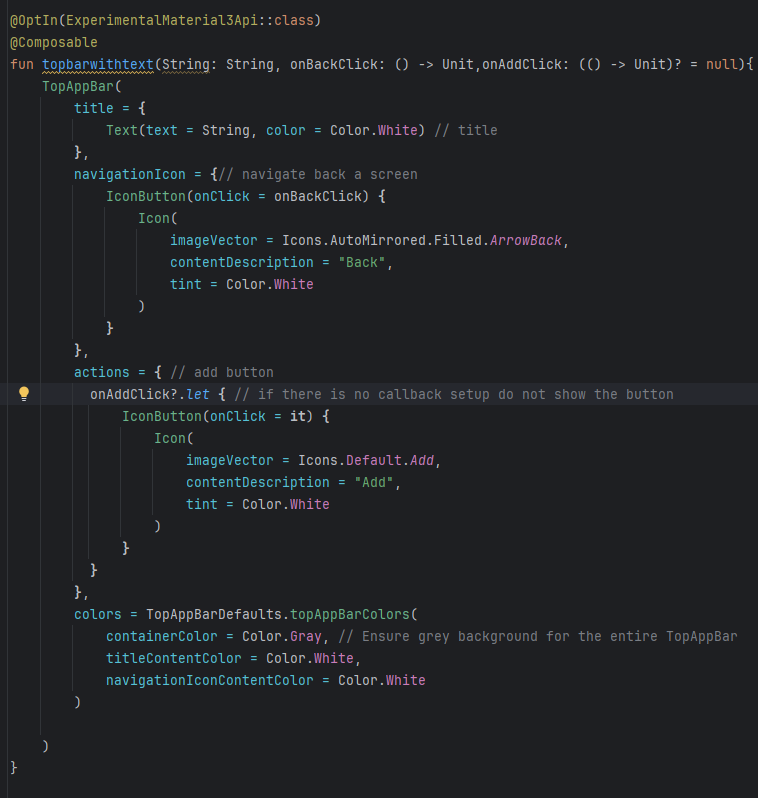 @OptIn(ExperimentalMaterial3Api::class)
@Composable
fun topbarwithtext(String: String, onBackClick: () -> Unit,onAddClick: (() -> Unit)? = null){
    TopAppBar(
        title = {
            Text(text = String, color = Color.White) // title
        },
        navigationIcon = {// navigate back a screen
            IconButton(onClick = onBackClick) {
                Icon(
                    imageVector = Icons.AutoMirrored.Filled.ArrowBack,
                    contentDescription = "Back",
                    tint = Color.White
                )
            }
        },
        actions = { // add button
          onAddClick?.let { // if there is no callback setup do not show the button
              IconButton(onClick = it) {
                  Icon(
                      imageVector = Icons.Default.Add,
                      contentDescription = "Add",
                      tint = Color.White
                  )
              }
          }
        },
        colors = TopAppBarDefaults.topAppBarColors(
            containerColor = Color.Gray, // Ensure grey background for the entire TopAppBar
            titleContentColor = Color.White,
            navigationIconContentColor = Color.White
        )

    )
}